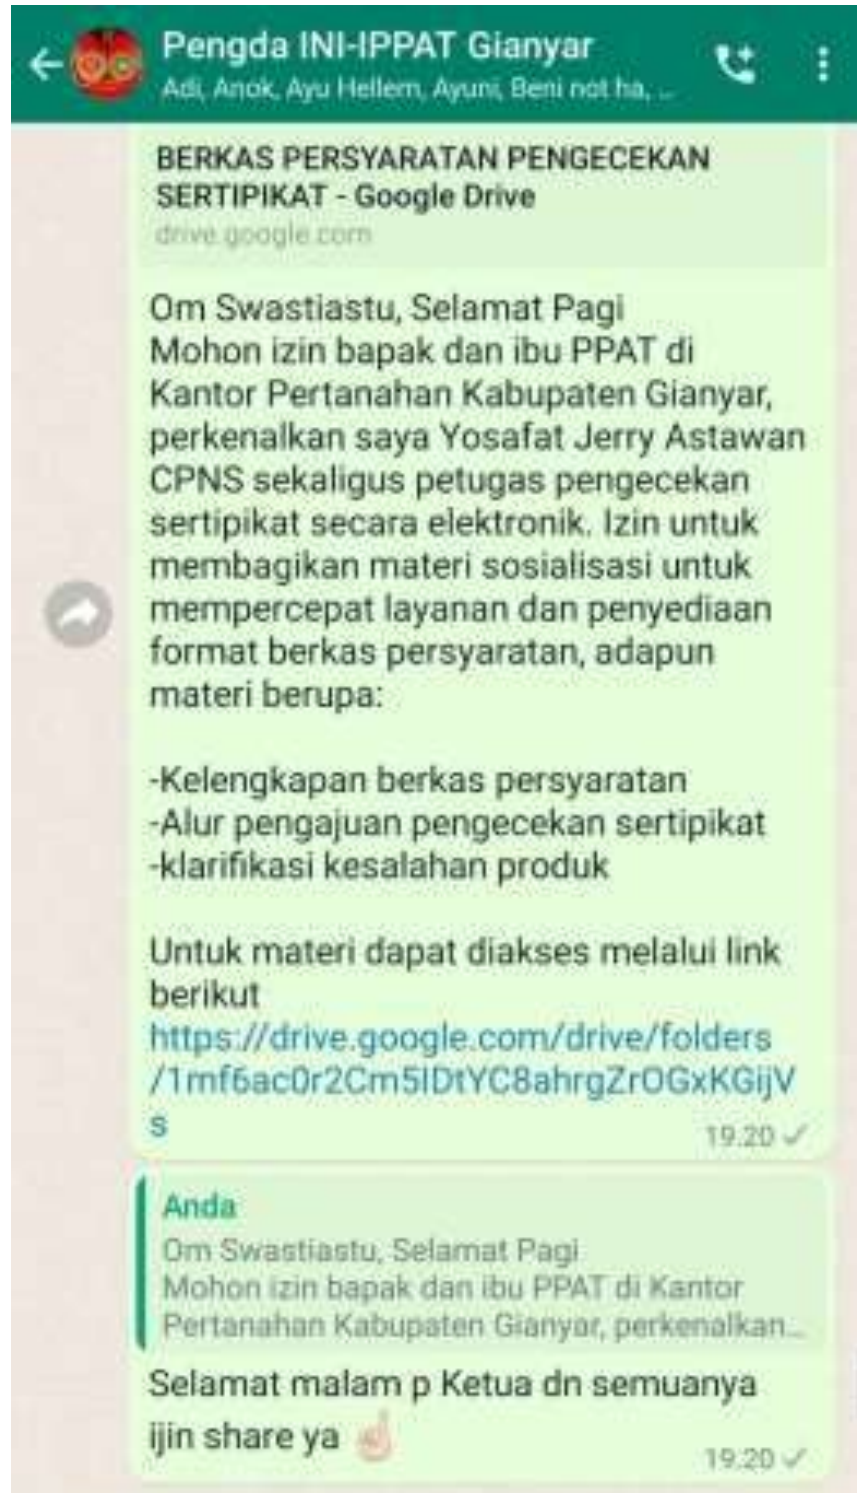 Pengda INI-IPPAT Gianyar
Adi, Anok, Ayu Hellem, Ayuni, Beni not ha, ...
BERKAS PERSYARATAN PENGECEKAN
SERTIPIKAT - Google Drive
drive.google.com
Om Swastiastu, Selamat Pagi
Mohon izin bapak dan ibu PPAT di
Kantor Pertanahan Kabupaten Gianyar,
perkenalkan saya Yosafat Jerry Astawan
CPNS sekaligus petugas pengecekan
sertipikat secara elektronik. Izin untuk
membagikan materi sosialisasi untuk
mempercepat layanan dan penyediaan
format berkas persyaratan, adapun
materi berupa:
-Kelengkapan berkas persyaratan
-Alur pengajuan pengecekan sertipikat
-klarifikasi kesalahan produk
Untuk materi dapat diakses melalui link
berikut
https://drive.google.com/drive/folders
/1mf6ac0r2Cm5IDtYC8ahrgZrOGxKGijV
s
19.20
Anda
Om Swastiastu, Selamat Pagi
Mohon izin bapak dan ibu PPAT di Kantor
Pertanahan Kabupaten Gianyar, perkenalkan...
Selamat malam p Ketua dn semuanya
ijin share ya ☝🏻
19.20